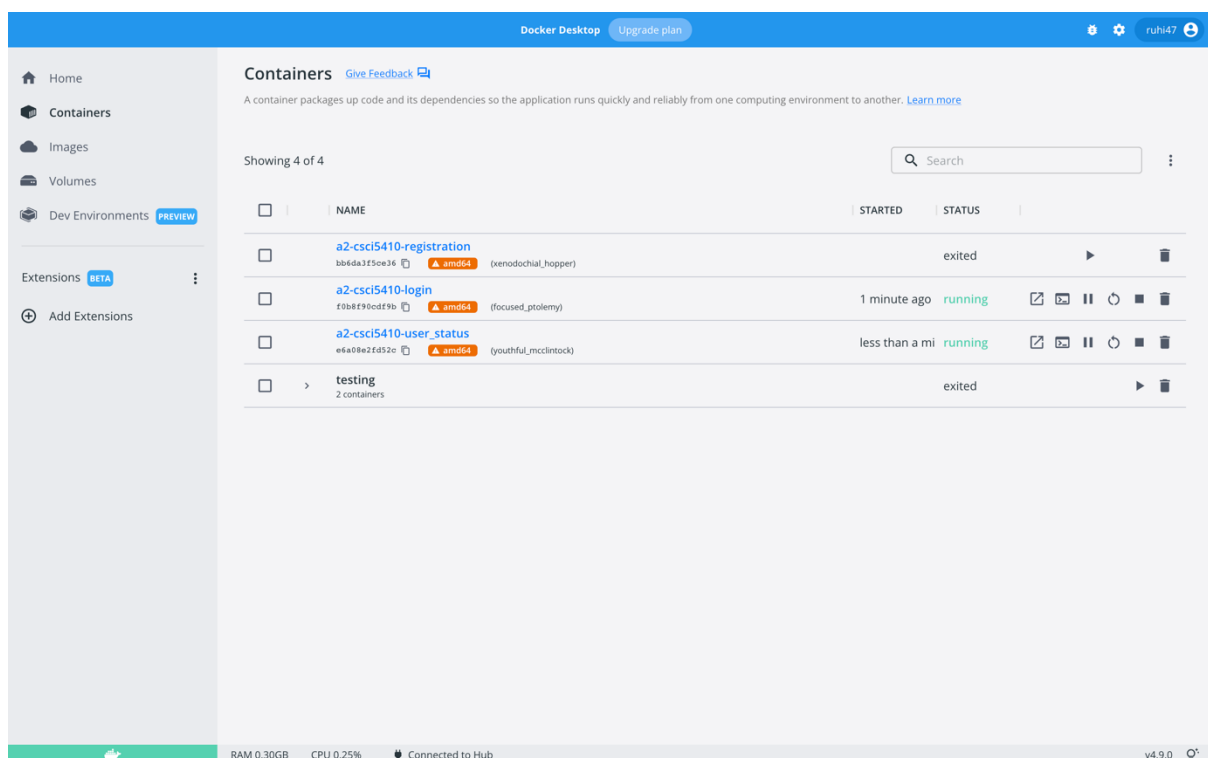 Docker Desktop Upgrade plan ruhi47
Home
Containers
Images
Volumes
Dev Environments PREVIEW
Extensions BETA
Add Extensions
Containers Give Feedback
A container packages up code and its dependencies so the application runs quickly and reliably from one computing environment to another. Learn more
Showing 4 of 4 Search
NAME STARTED STATUS
a2-csci5410-registration
bb6da3f5ce36 amd64 (xenodochial_hopper) exited
a2-csci5410-login
f0b8f90cdf9b amd64 (focused_ptolemy) 1 minute ago running
a2-csci5410-user_status
e6a08e2fd52c amd64 (youthful_mcclintock) less than a mi running
testing
2 containers exited
RAM 0.30GB CPU 0.25% Connected to Hub v4.9.0